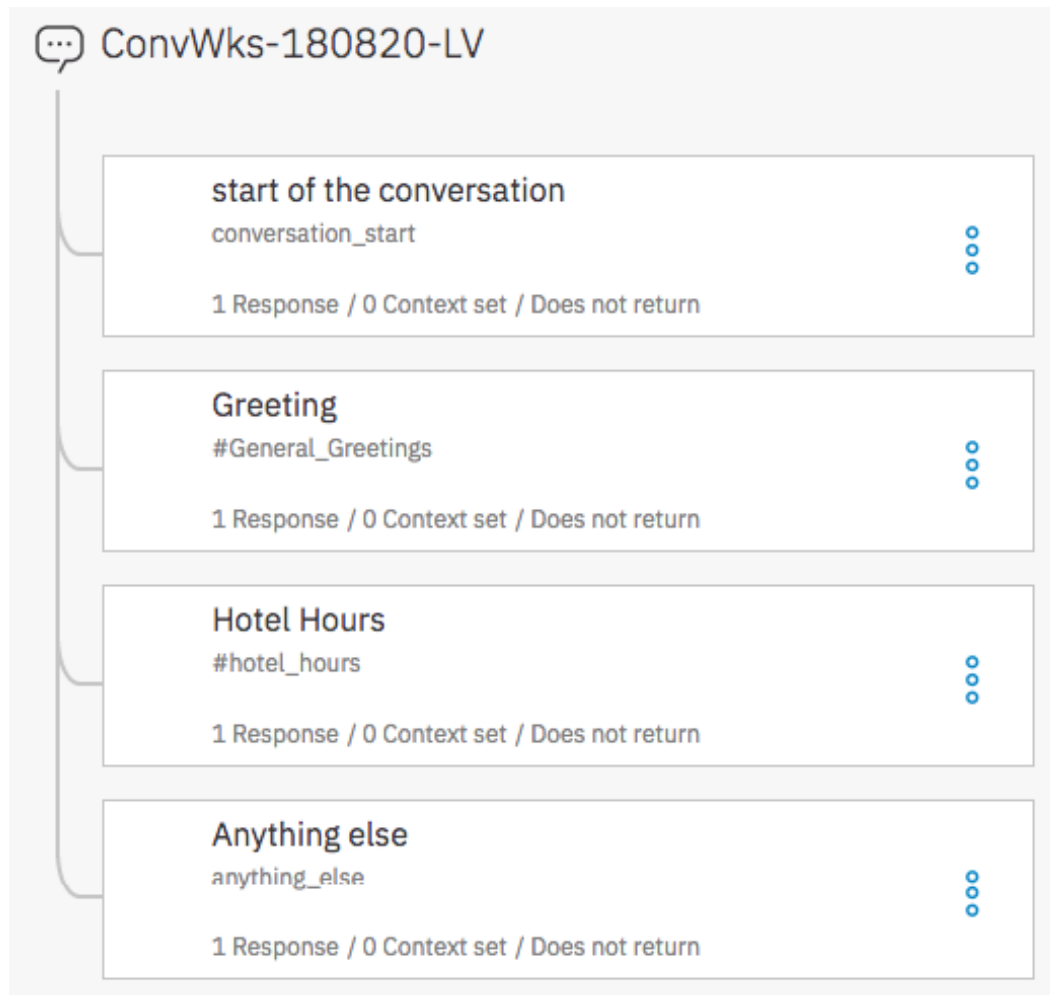 ConvWks-180820-LV
start of the conversation
conversation_start
1 Response / 0 Context set / Does not return
Greeting
#General_Greetings
1 Response / 0 Context set / Does not return
Hotel Hours
#hotel_hours
1 Response / 0 Context set / Does not return
Anything else
anything_else
1 Response / 0 Context set / Does not return